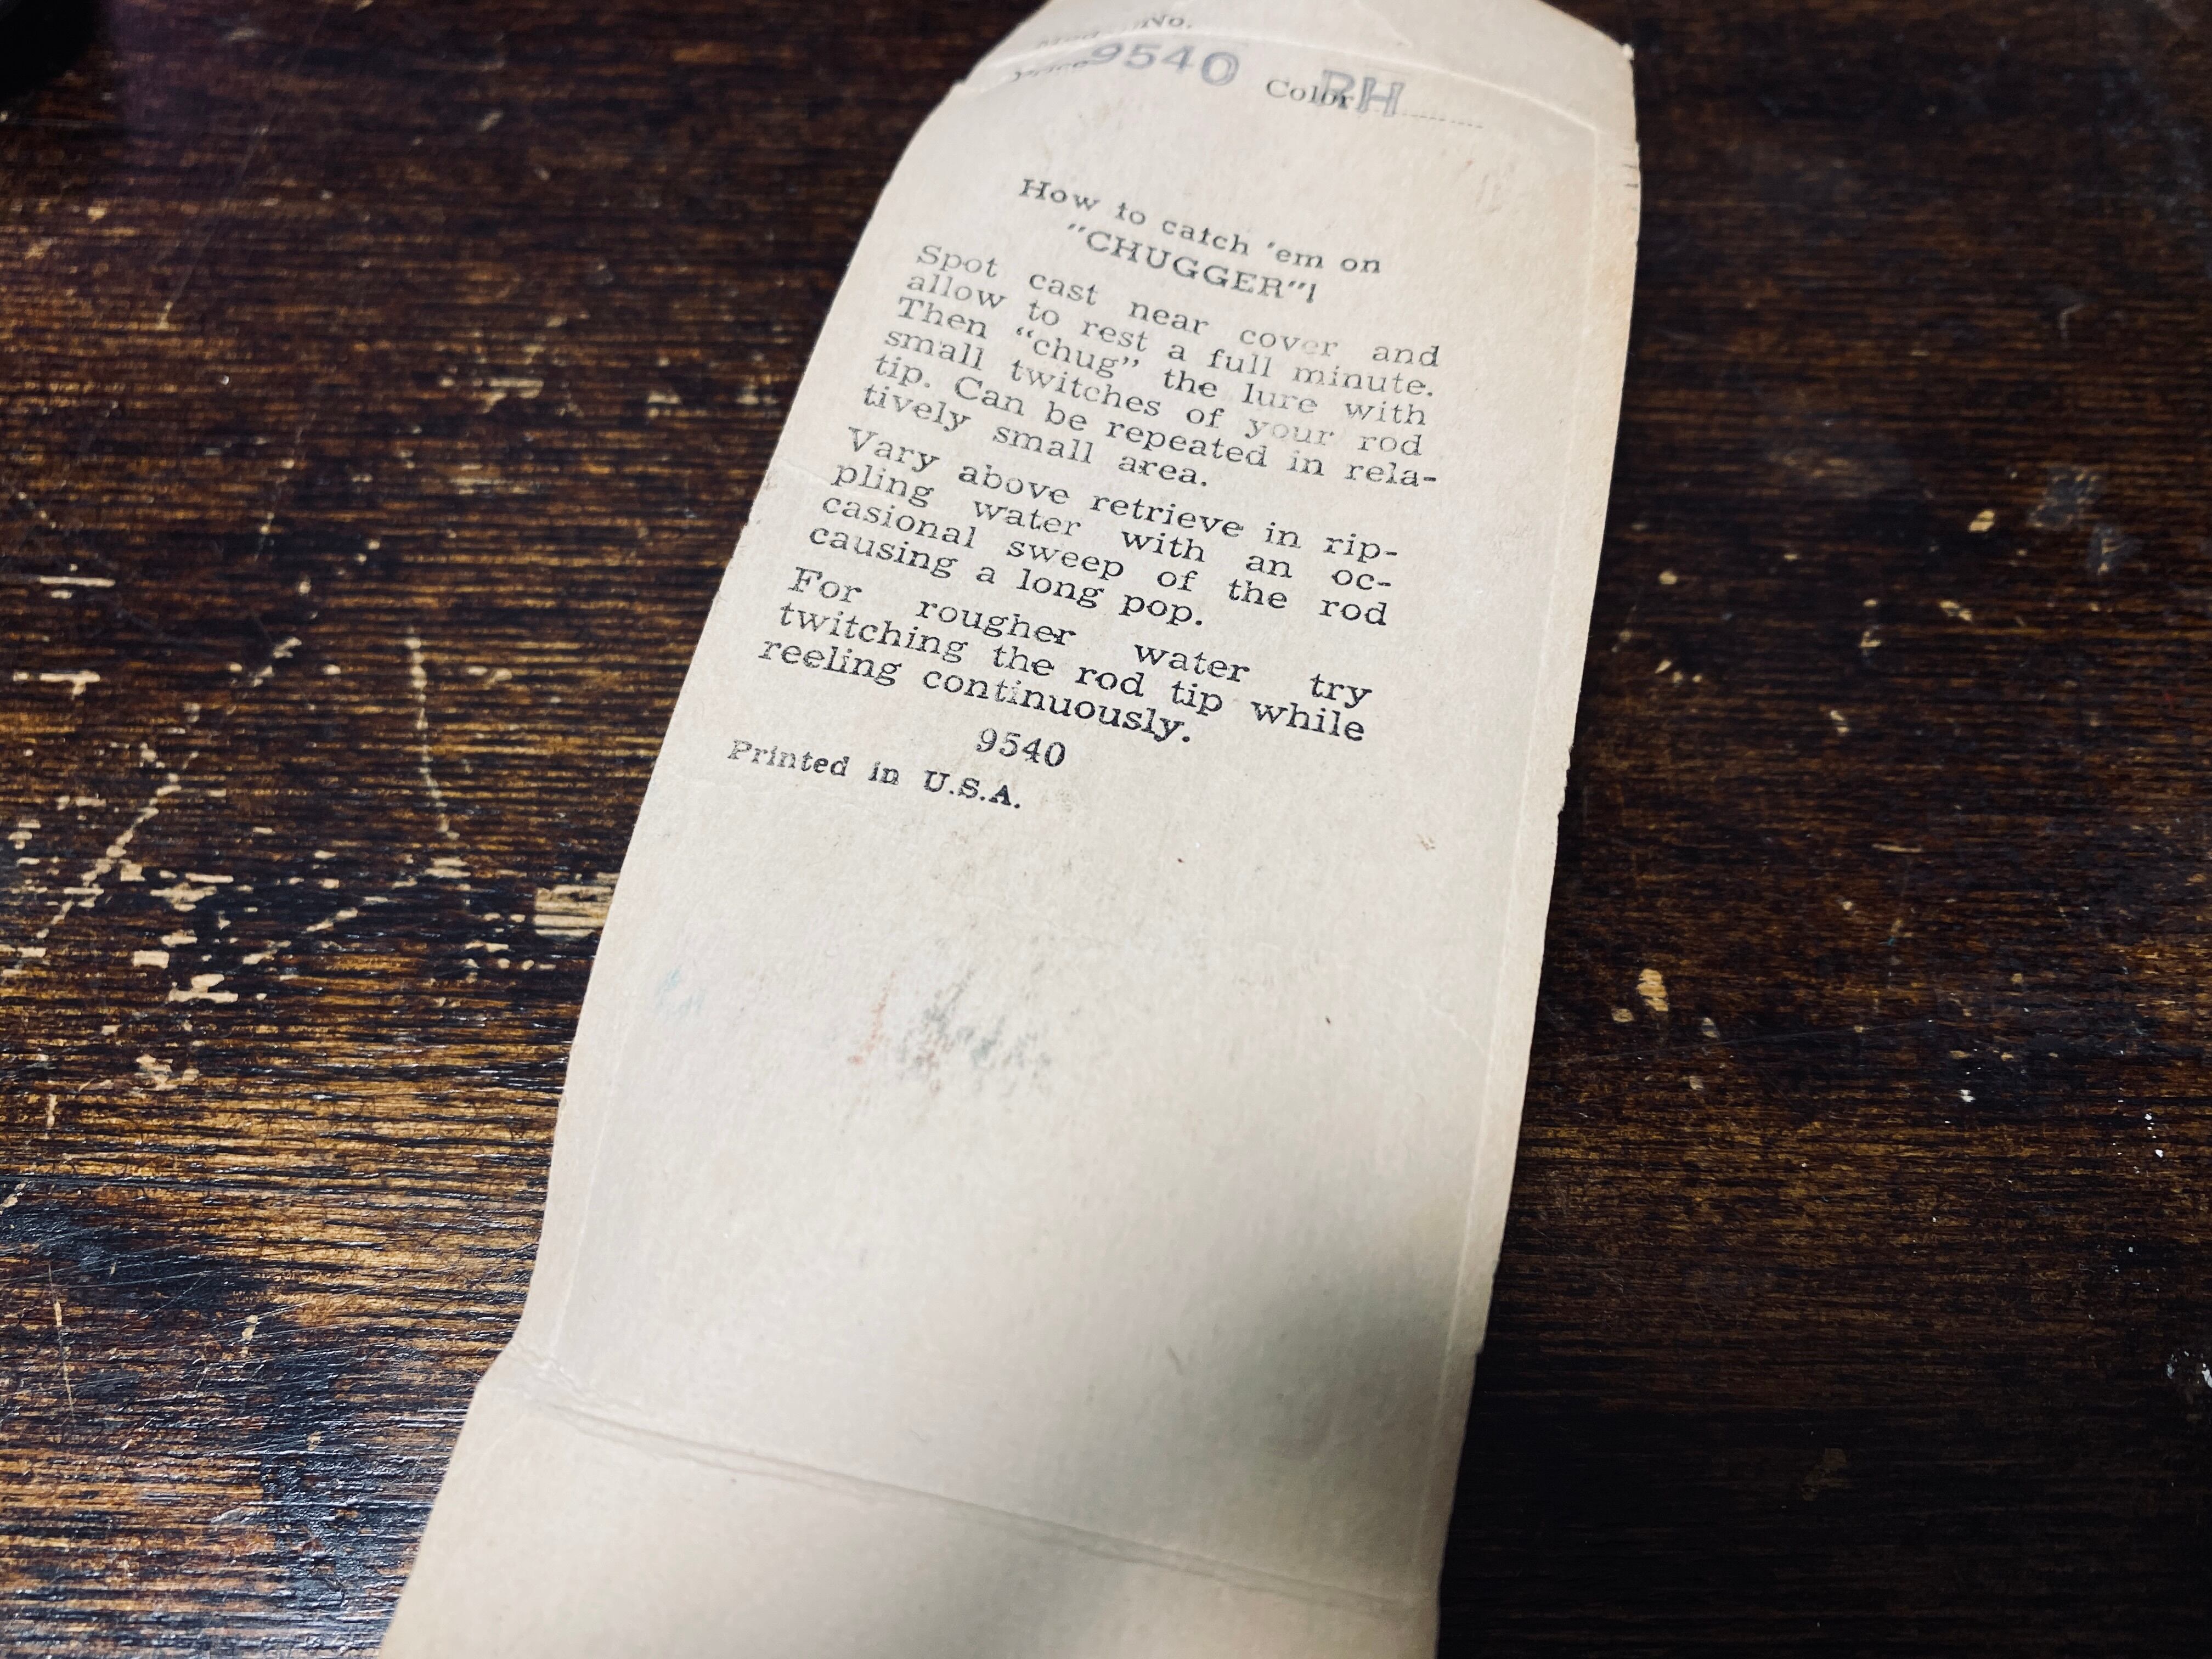 No.
9540 Color RH
How to catch 'em on
"CHUGGER"!
Spot cast near cover and
allow to rest a full minute.
Then "chug" the lure with
small twitches of your rod
tip. Can be repeated in rela-
tively small area.
Vary above retrieve in rip-
pling water with an oc-
casional sweep of the rod
causing a long pop.
For rougher water try
twitching the rod tip while
reeling continuously.
9540
Printed in U.S.A.